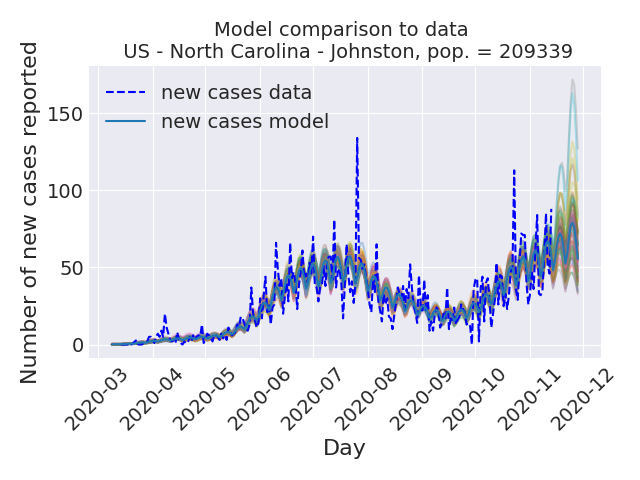 Model comparison to data
US - North Carolina - Johnston, pop. = 209339
Number of new cases reported
150
100
50
0
new cases data
new cases model
2020-03
2020-04
2020-05
2020-06
2020-07
2020-08
2020-09
2020-10
2020-11
2020-12
Day